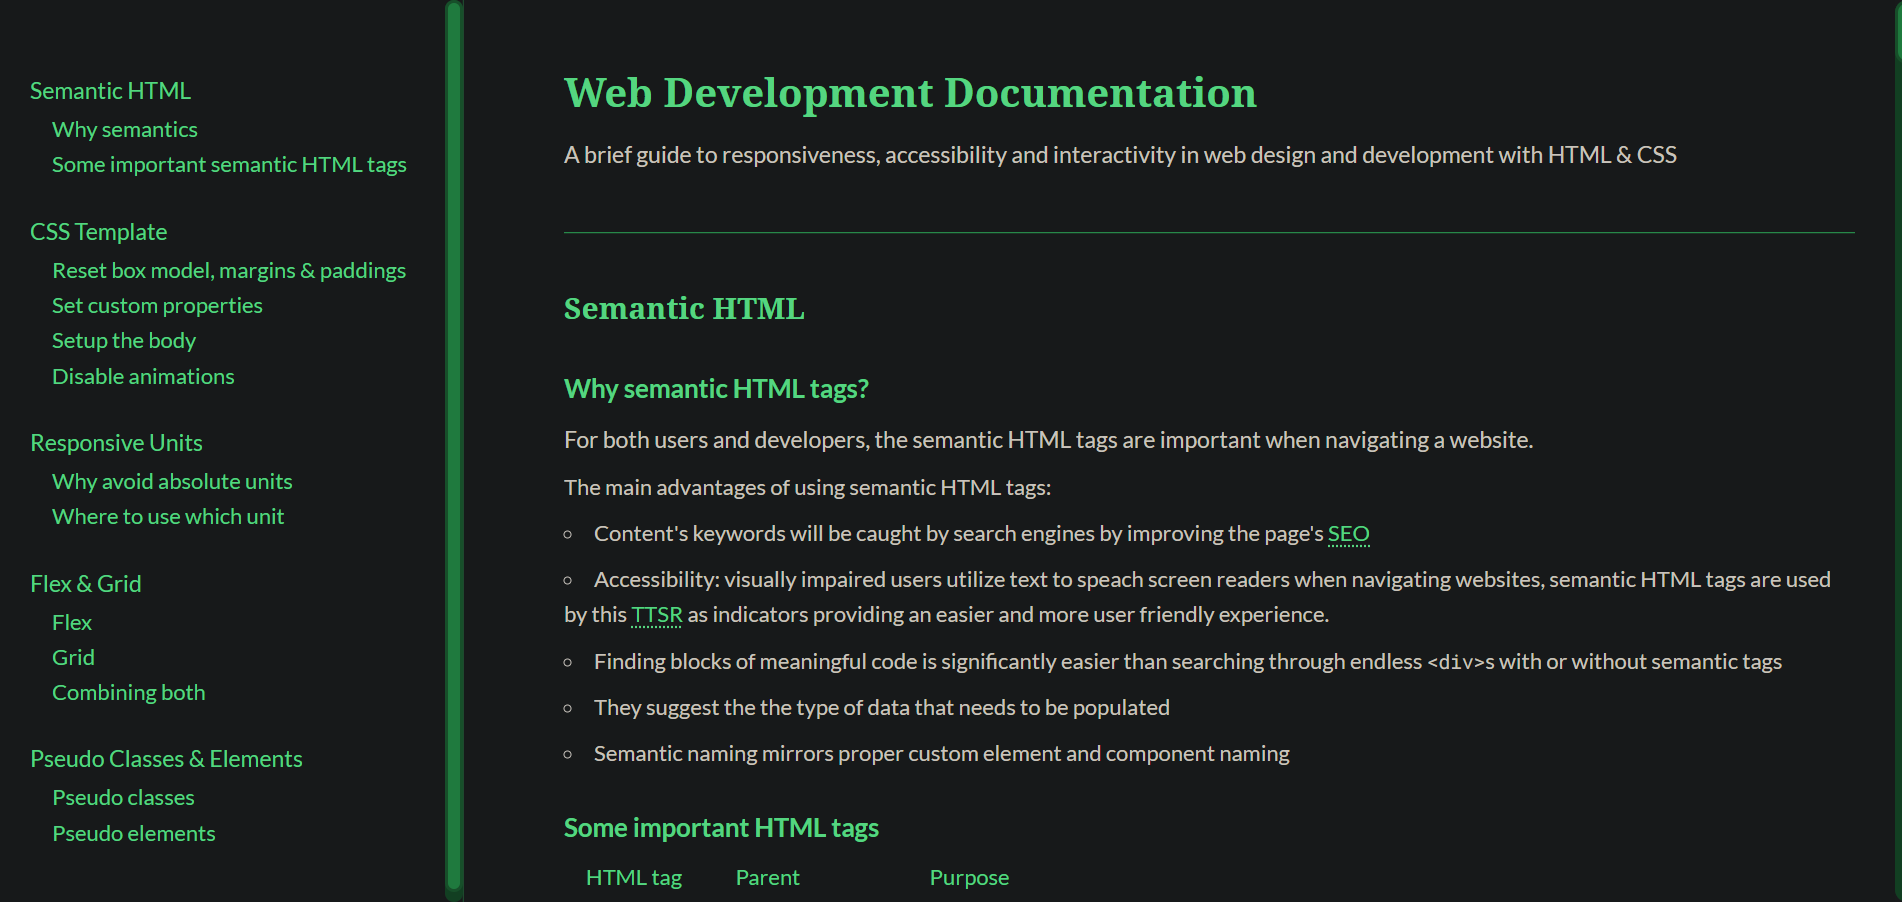 Semantic HTML
Why semantics
Some important semantic HTML tags
CSS Template
Reset box model, margins & paddings
Set custom properties
Setup the body
Disable animations
Responsive Units
Why avoid absolute units
Where to use which unit
Flex & Grid
Flex
Grid
Combining both
Pseudo Classes & Elements
Pseudo classes
Pseudo elements
Web Development Documentation
A brief guide to responsiveness, accessibility and interactivity in web design and development with HTML & CSS
Semantic HTML
Why semantic HTML tags?
For both users and developers, the semantic HTML tags are important when navigating a website.
The main advantages of using semantic HTML tags:
Content's keywords will be caught by search engines by improving the page's SEO
Accessibility: visually impaired users utilize text to speach screen readers when navigating websites, semantic HTML tags are used
by this TTSR as indicators providing an easier and more user friendly experience.
Finding blocks of meaningful code is significantly easier than searching through endless <div>s with or without semantic tags
They suggest the the type of data that needs to be populated
Semantic naming mirrors proper custom element and component naming
Some important HTML tags
HTML tag Parent Purpose